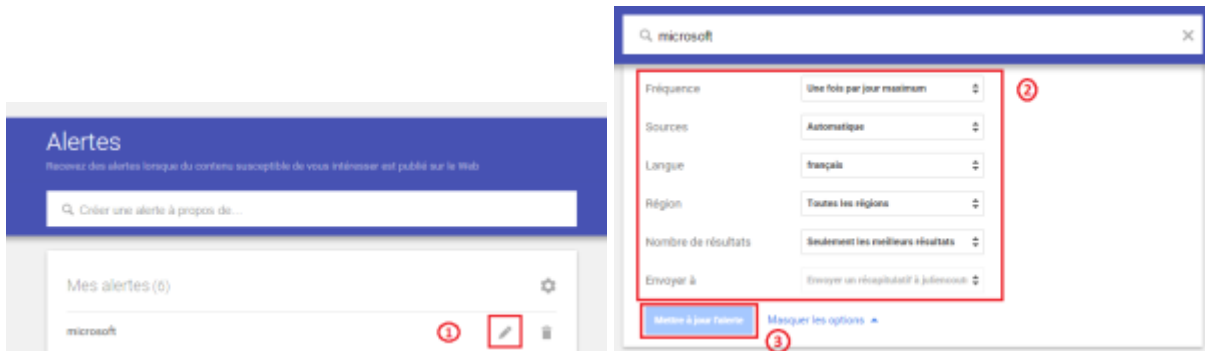 Alertes
Recevez des alertes lorsque du contenu susceptible de vous intéresser est publié sur le Web
Créer une alerte à propos de...
Mes alertes (6)
microsoft
1
microsoft
2
Fréquence Une fois par jour maximum
Sources Automatique
Langue français
Région Toutes les régions
Nombre de résultats Seulement les meilleurs résultats
Envoyer à Envoyer un récapitulatif à
Mettre à jour l'alerte Masquer les options
3